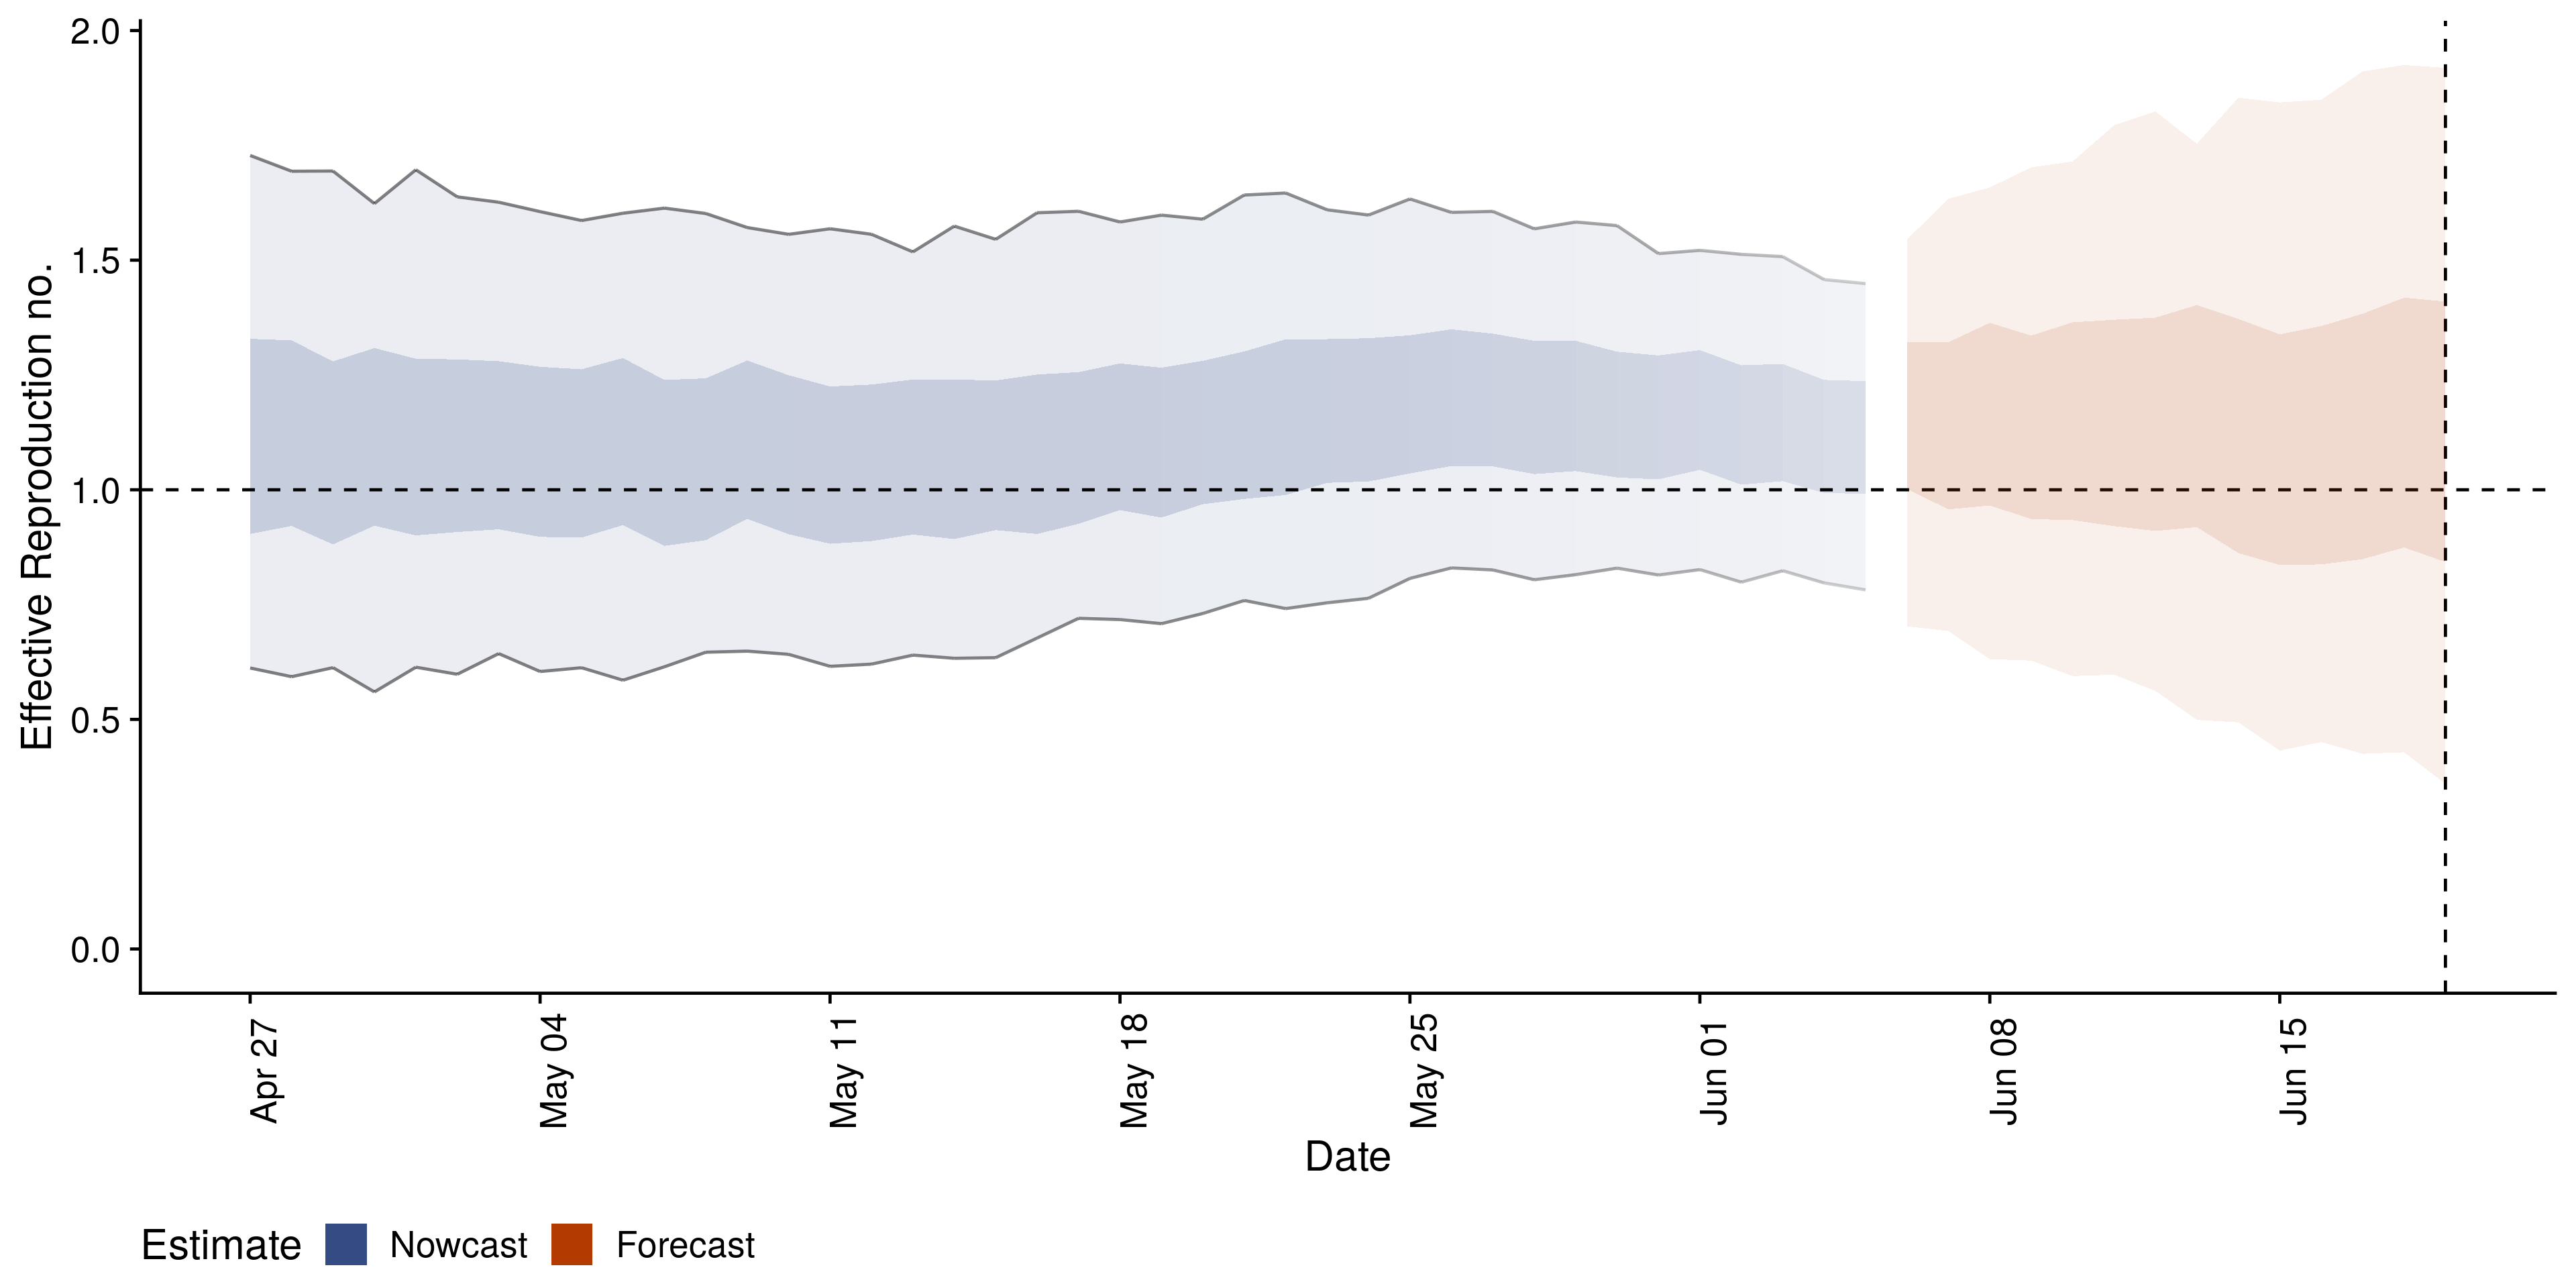 Effective Reproduction no.
2.0
1.5
1.0
0.5
0.0
Apr 27
May 04
May 11
May 18
May 25
Jun 01
Jun 08
Jun 15
Date
Estimate Nowcast Forecast